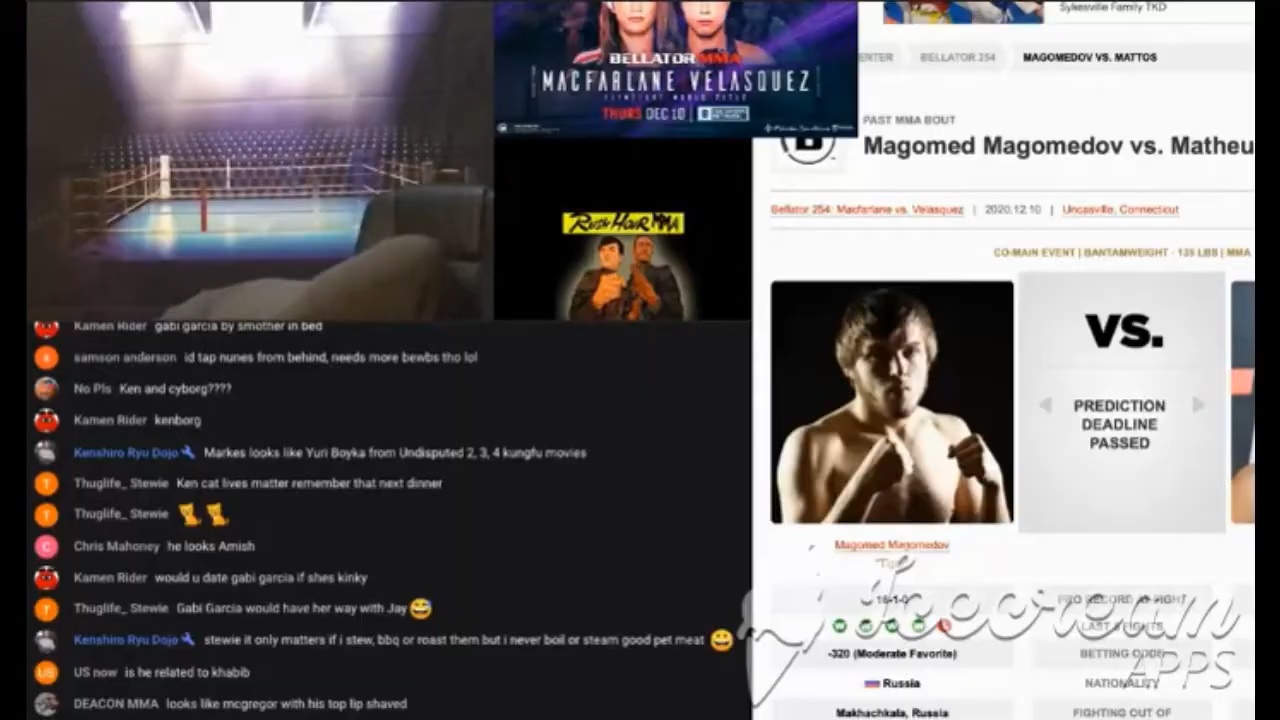 Sykesville Family TKD
BELLATOR MMA
MACFARLANE VELASQUEZ
FLYWEIGHT WORLD TITLE
THURS DEC 10
ENTER
BELLATOR 254
MAGOMEDOV VS. MATTOS
PAST MMA BOUT
Magomed Magomedov vs. Matheu
Bellator 254: Macfarlane vs. Velasquez | 2020.12.10 | Uncasville, Connecticut
CO-MAIN EVENT | BANTAMWEIGHT · 135 LBS | MMA
RUSH HOUR MMA
VS.
PREDICTION
DEADLINE
PASSED
Kamen Rider gabi garcia by smother in bed
samson anderson id tap nunes from behind, needs more bewbs tho lol
No Pls Ken and cyborg????
Kamen Rider kenborg
Kenshiro Ryu Dojo Markes looks like Yuri Boyka from Undisputed 2, 3, 4 kungfu movies
Thuglife_ Stewie Ken cat lives matter remember that next dinner
Thuglife_ Stewie
Chris Mahoney he looks Amish
Kamen Rider would u date gabi garcia if shes kinky
Thuglife_ Stewie Gabi Garcia would have her way with Jay
Kenshiro Ryu Dojo stewie it only matters if i stew, bbq or roast them but i never boil or steam good pet meat
US now is he related to khabib
DEACON MMA looks like mcgregor with his top lip shaved
Magomed Magomedov
PRO RECORD AT FIGHT
LAST 5 FIGHTS
-320 (Moderate Favorite) BETTING ODDS
Russia NATIONALITY
Makhachkala, Russia FIGHTING OUT OF
Icecream
APPS